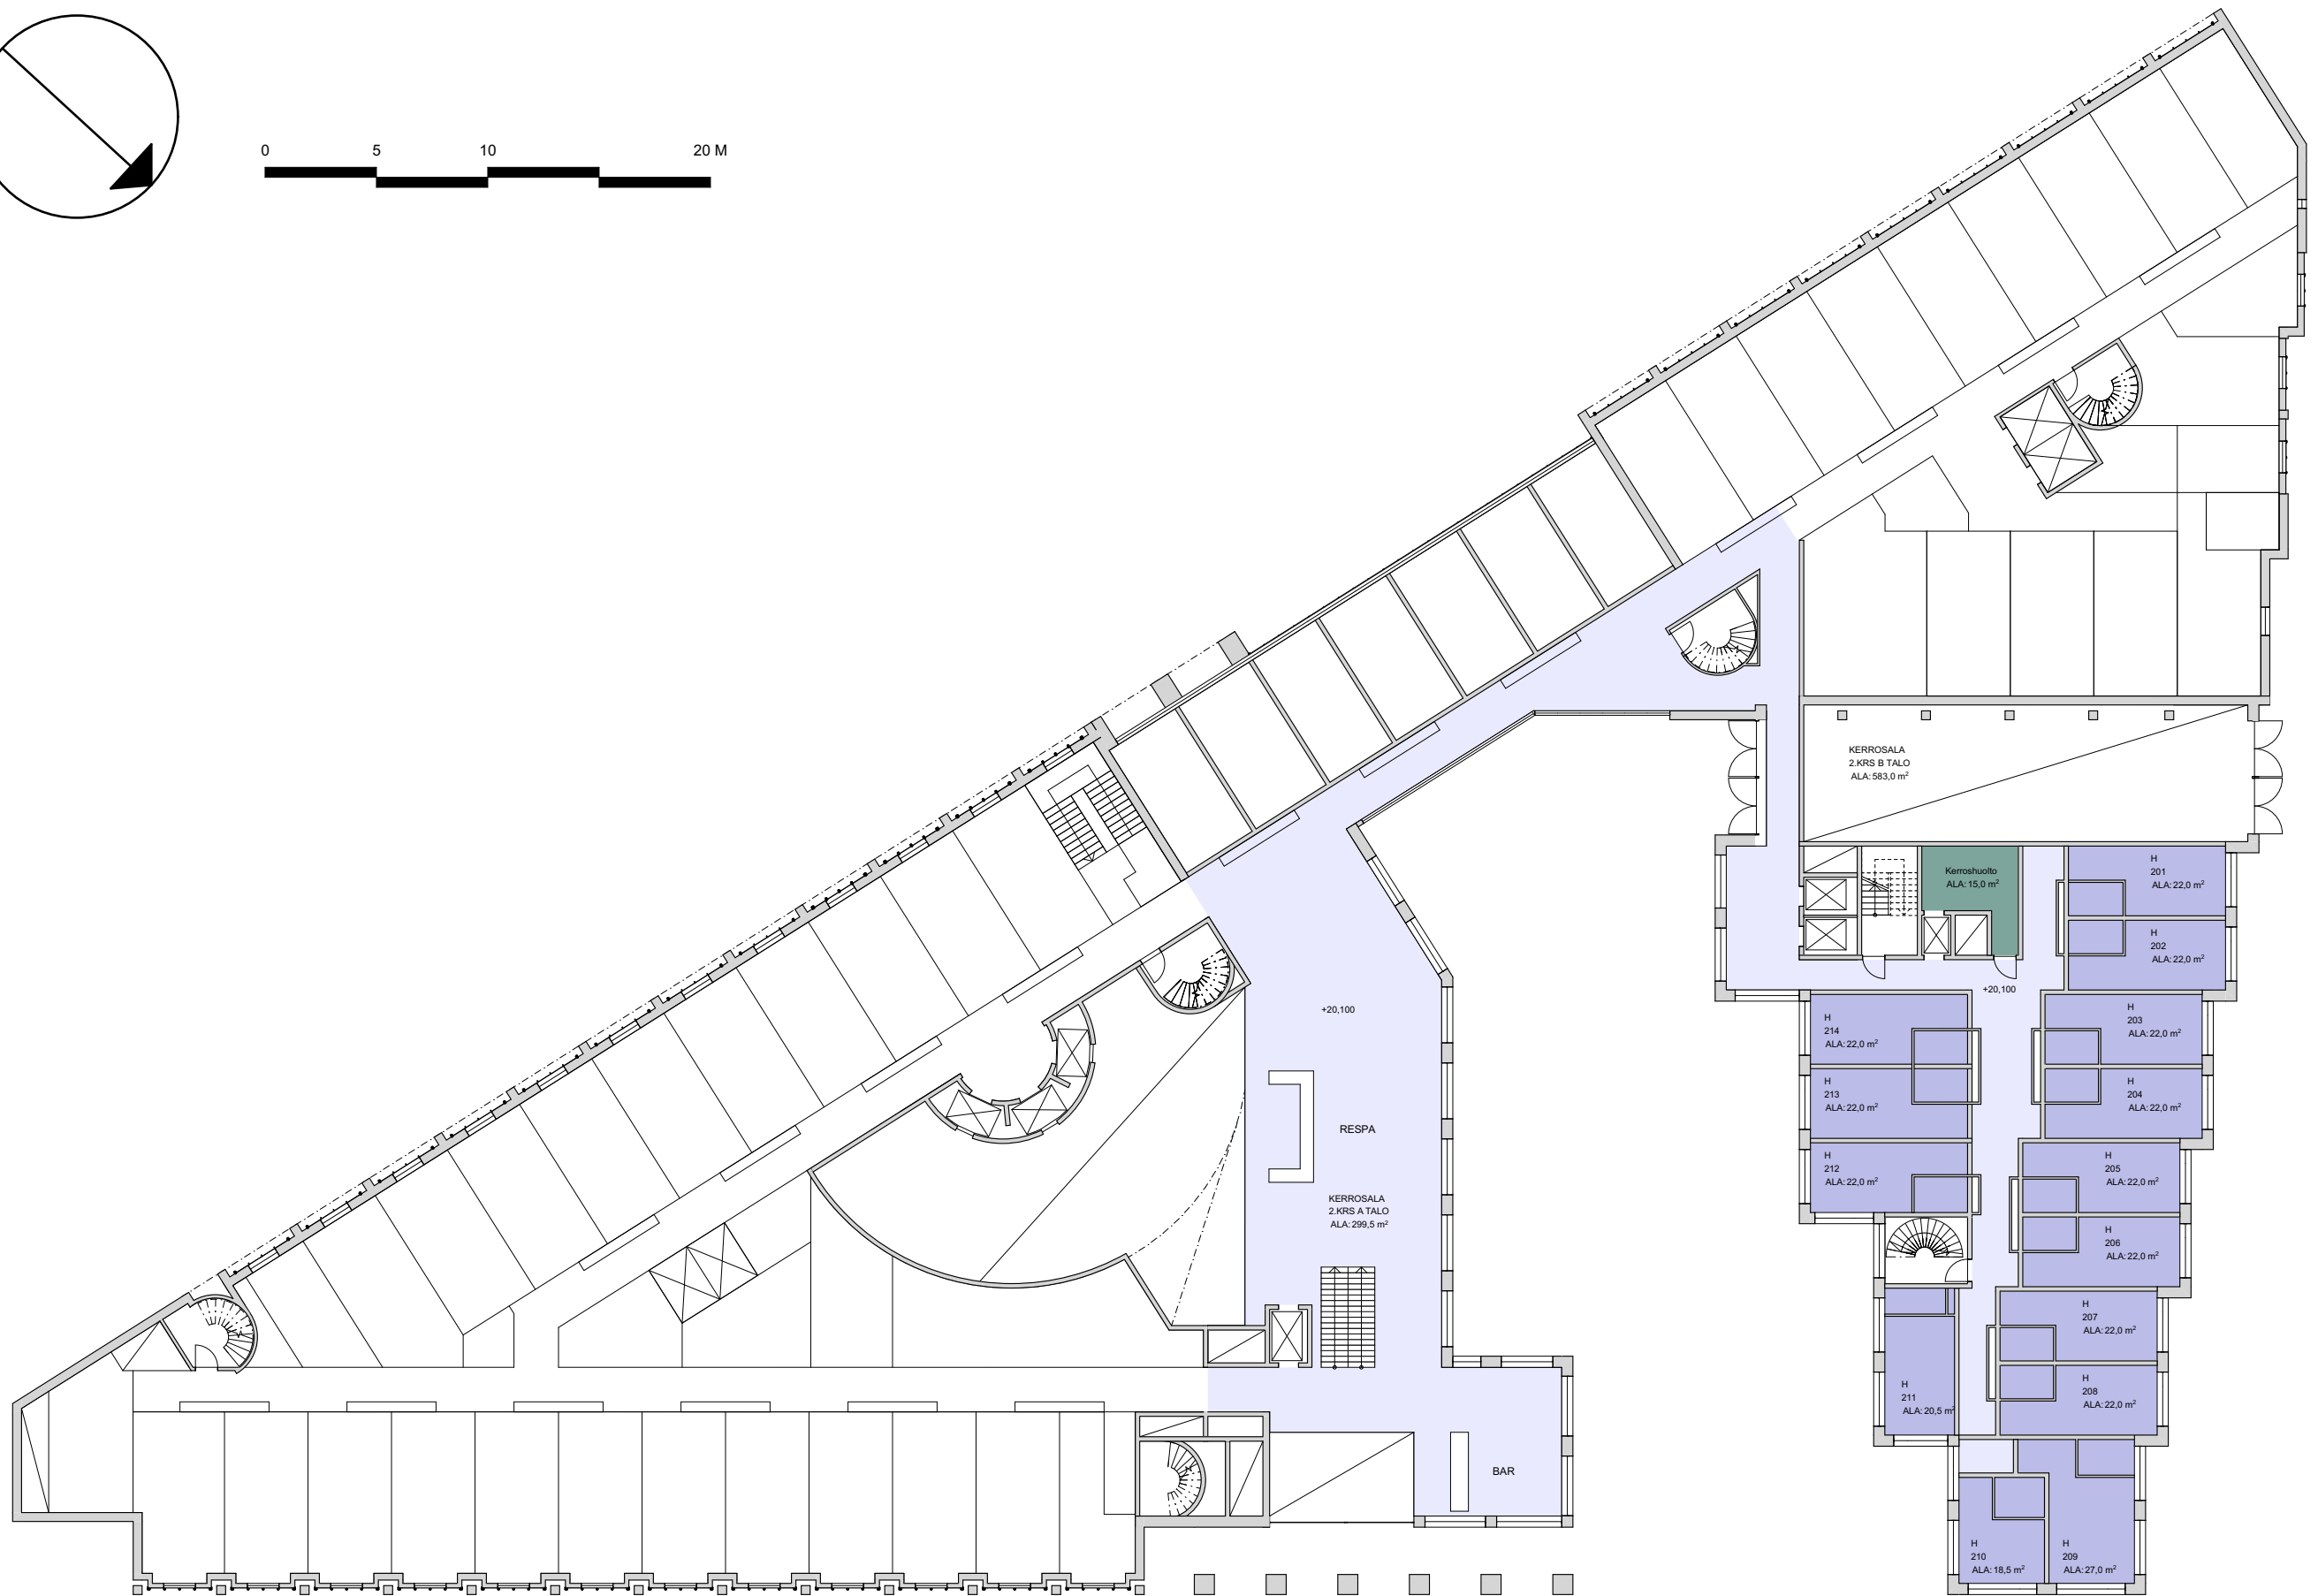 0 5 10 20 M
KERROSALA
2.KRS B TALO
ALA: 583,0 m²
Kerroshuolto
ALA: 15,0 m²
H
201
ALA: 22,0 m²
H
202
ALA: 22,0 m²
+20,100
+20,100
H
214
ALA: 22,0 m²
H
203
ALA: 22,0 m²
H
213
ALA: 22,0 m²
H
204
ALA: 22,0 m²
RESPA
H
212
ALA: 22,0 m²
H
205
ALA: 22,0 m²
KERROSALA
2.KRS A TALO
ALA: 299,5 m²
H
206
ALA: 22,0 m²
H
207
ALA: 22,0 m²
H
211
ALA: 20,5 m²
H
208
ALA: 22,0 m²
BAR
H
210
ALA: 18,5 m²
H
209
ALA: 27,0 m²